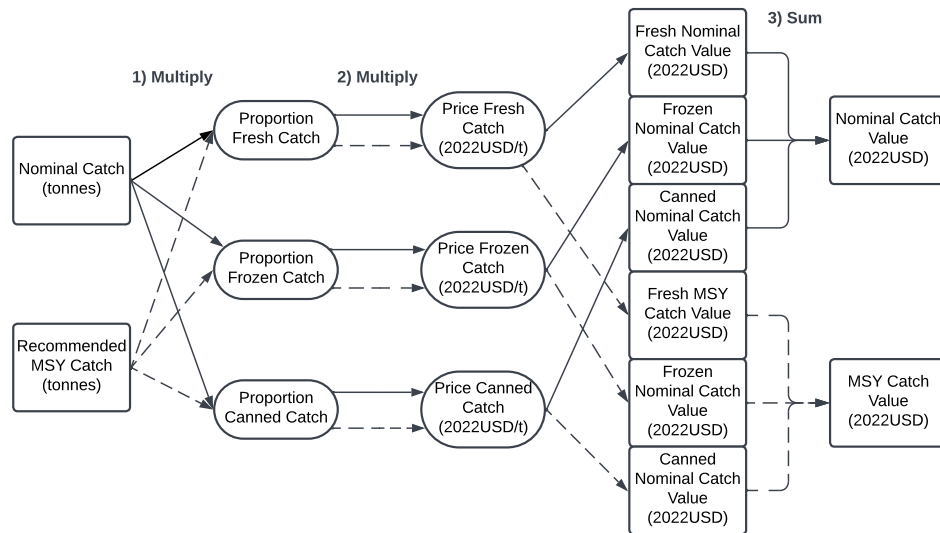 3) Sum
1) Multiply
2) Multiply
Nominal Catch
(tonnes)
Recommended
MSY Catch
(tonnes)
Proportion
Fresh Catch
Proportion
Frozen Catch
Proportion
Canned Catch
Price Fresh
Catch
(2022USD/t)
Price Frozen
Catch
(2022USD/t)
Price Canned
Catch
(2022USD/t)
Fresh Nominal
Catch Value
(2022USD)
Frozen
Nominal Catch
Value
(2022USD)
Canned
Nominal Catch
Value
(2022USD)
Fresh MSY
Catch Value
(2022USD)
Frozen
Nominal Catch
Value
(2022USD)
Canned
Nominal Catch
Value
(2022USD)
Nominal Catch
Value
(2022USD)
MSY Catch
Value
(2022USD)